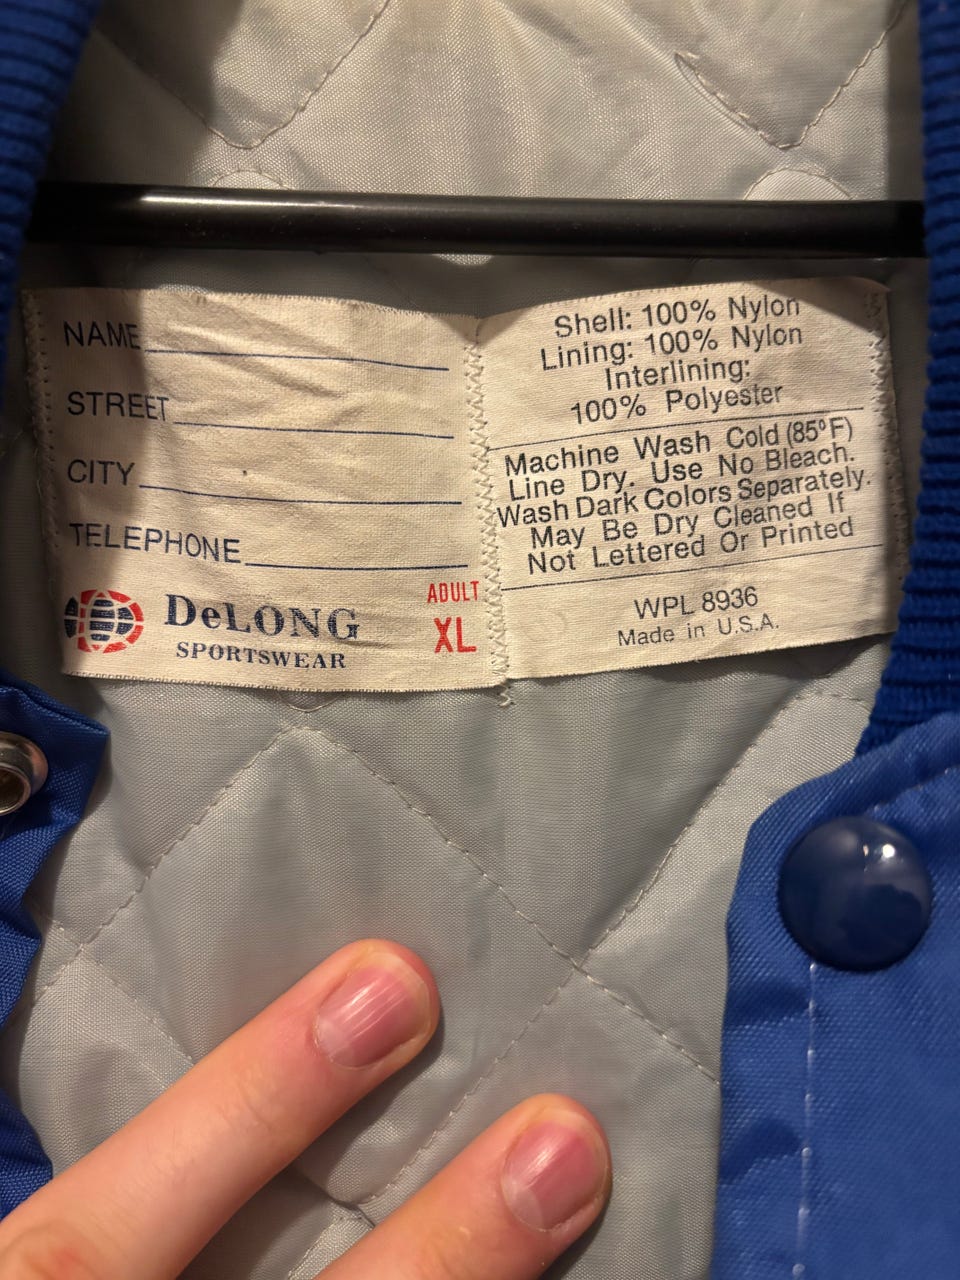 NAME
STREET
CITY
TELEPHONE
DeLONG
SPORTSWEAR
ADULT
XL
Shell: 100% Nylon
Lining: 100% Nylon
Interlining:
100% Polyester
Machine Wash Cold (85°F)
Line Dry. Use No Bleach.
Wash Dark Colors Separately.
May Be Dry Cleaned If
Not Lettered Or Printed
WPL 8936
Made in U.S.A.